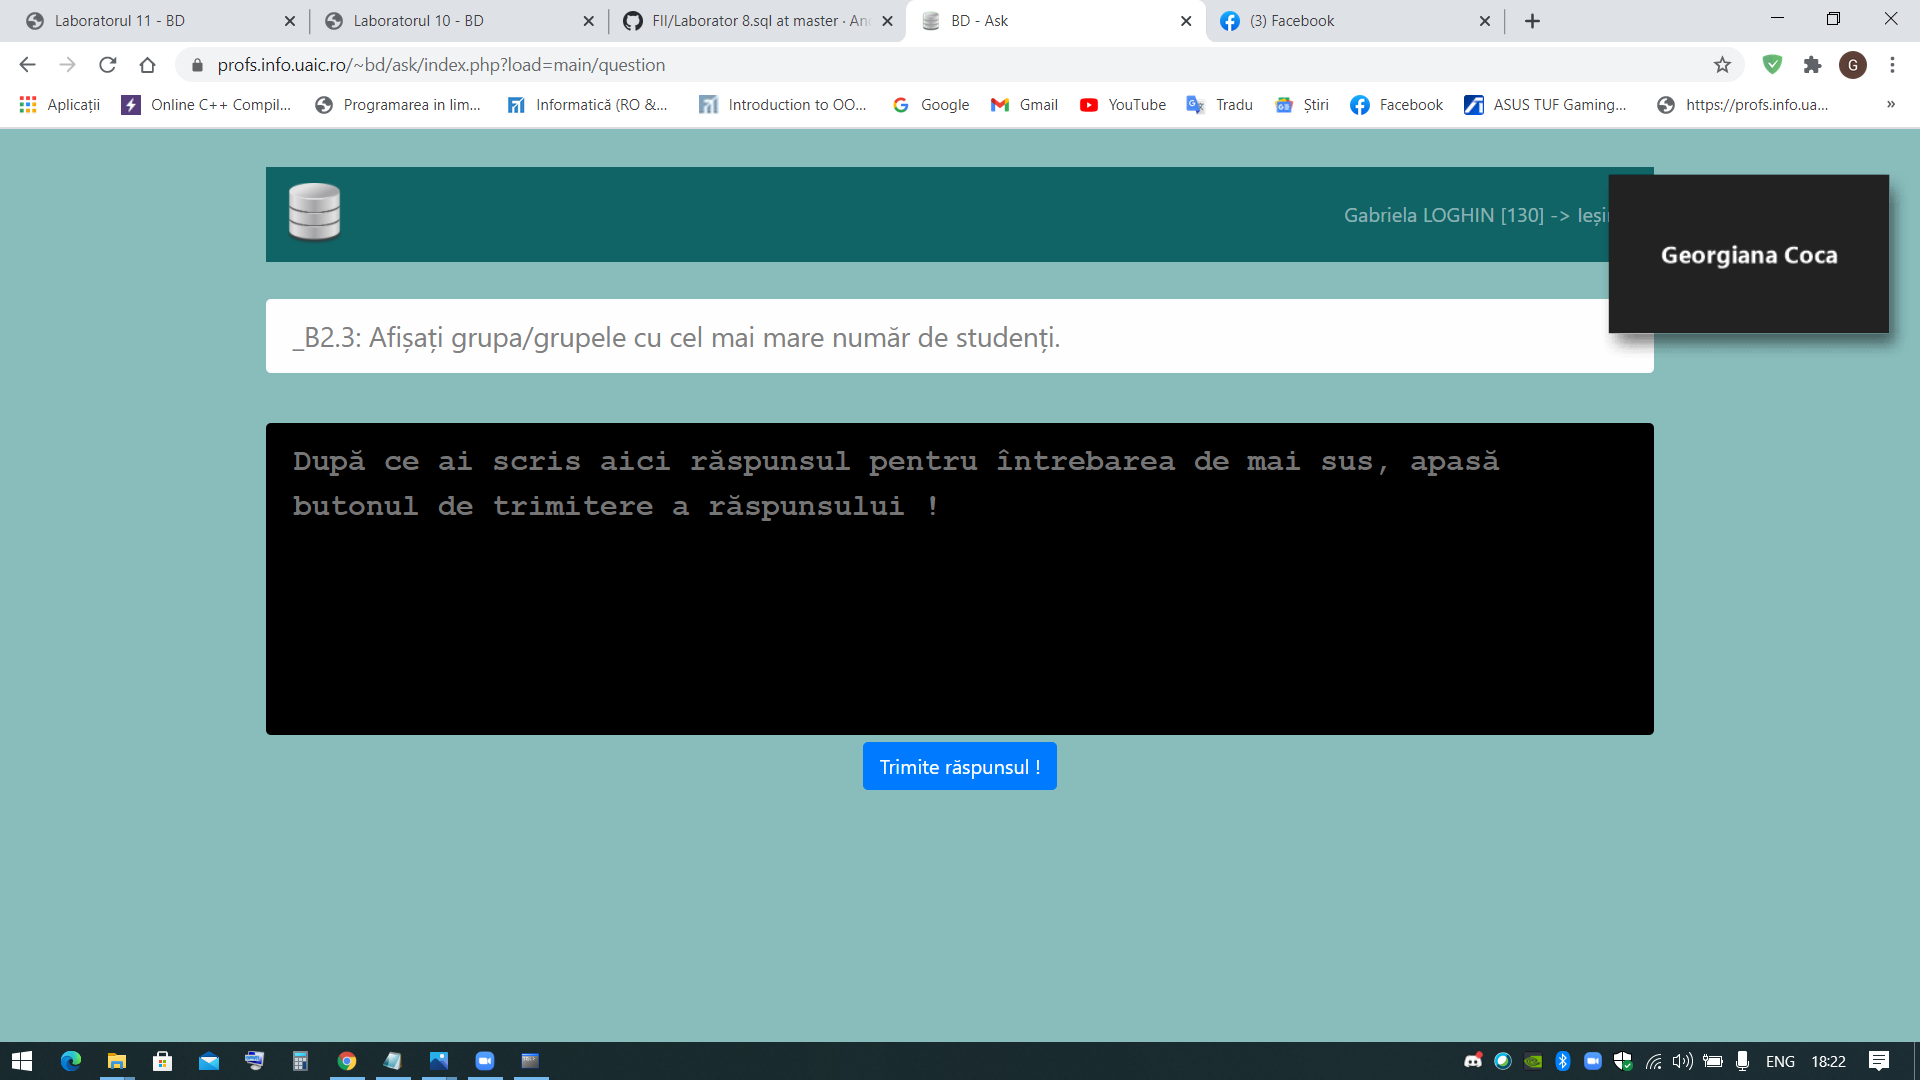 Laboratorul 11 - BD
Laboratorul 10 - BD
FII/Laborator 8.sql at master · An
BD - Ask
(3) Facebook
profs.info.uaic.ro/~bd/ask/index.php?load=main/question
G
Aplicații
Online C++ Compil...
Programarea in lim...
Informatică (RO &...
Introduction to OO...
Google
Gmail
YouTube
Tradu
Știri
Facebook
ASUS TUF Gaming...
https://profs.info.ua...
»
Gabriela LOGHIN [130] -> Ieși
Georgiana Coca
_B2.3: Afișați grupa/grupele cu cel mai mare număr de studenți.
După ce ai scris aici răspunsul pentru întrebarea de mai sus, apasă
butonul de trimitere a răspunsului !
Trimite răspunsul !
ENG
18:22